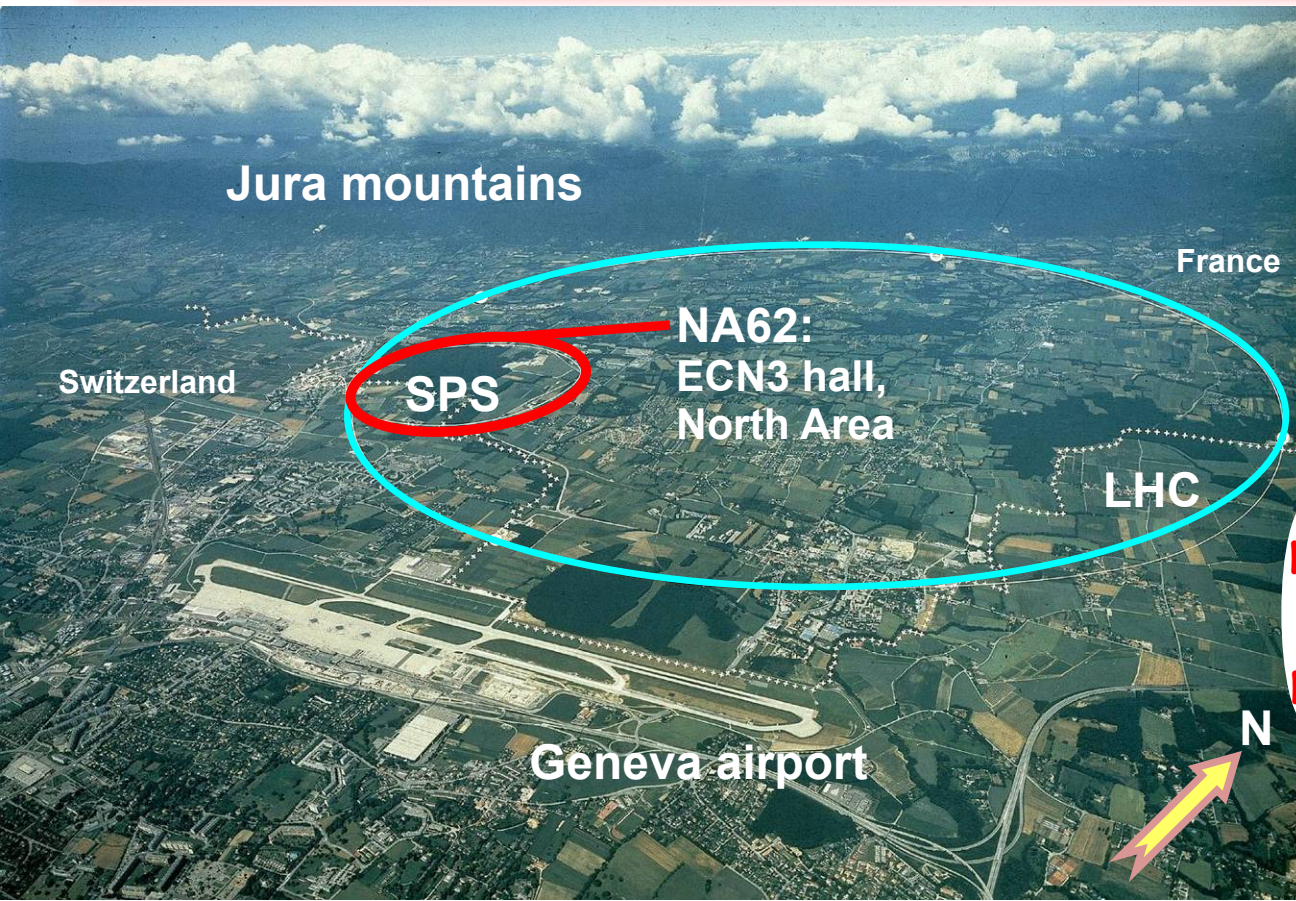 Jura mountains
France
NA62:
ECN3 hall,
North Area
Switzerland
SPS
LHC
N
Geneva airport